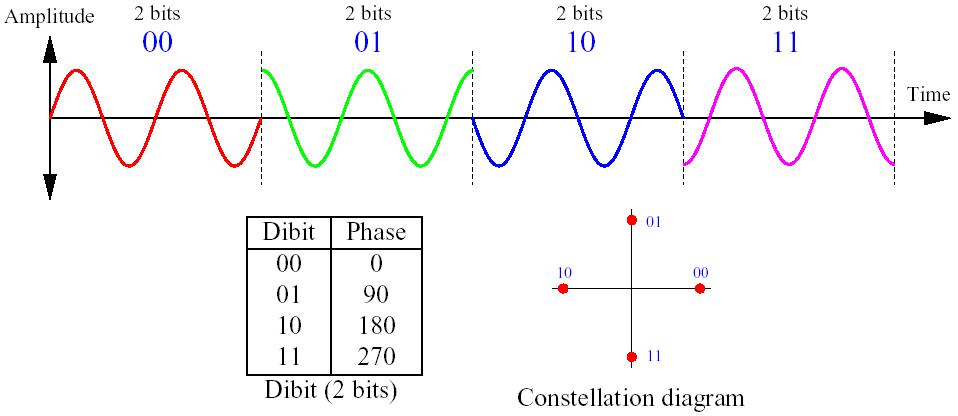 Amplitude
2 bits 2 bits 2 bits 2 bits
00 01 10 11
Time
Dibit Phase
00 0
01 90
10 180
11 270
Dibit (2 bits)
01
10 00
11
Constellation diagram